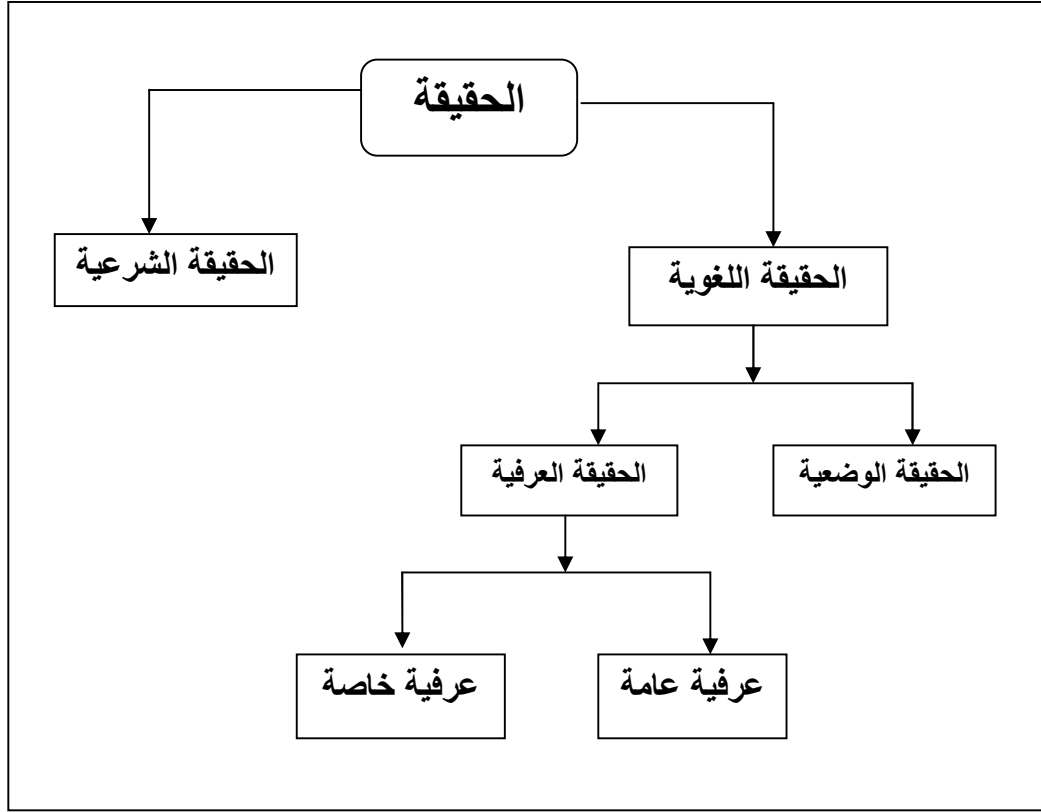 الحقيقة
الحقيقة اللغوية
الحقيقة الشرعية
الحقيقة الوضعية
الحقيقة العرفية
عرفية عامة
عرفية خاصة